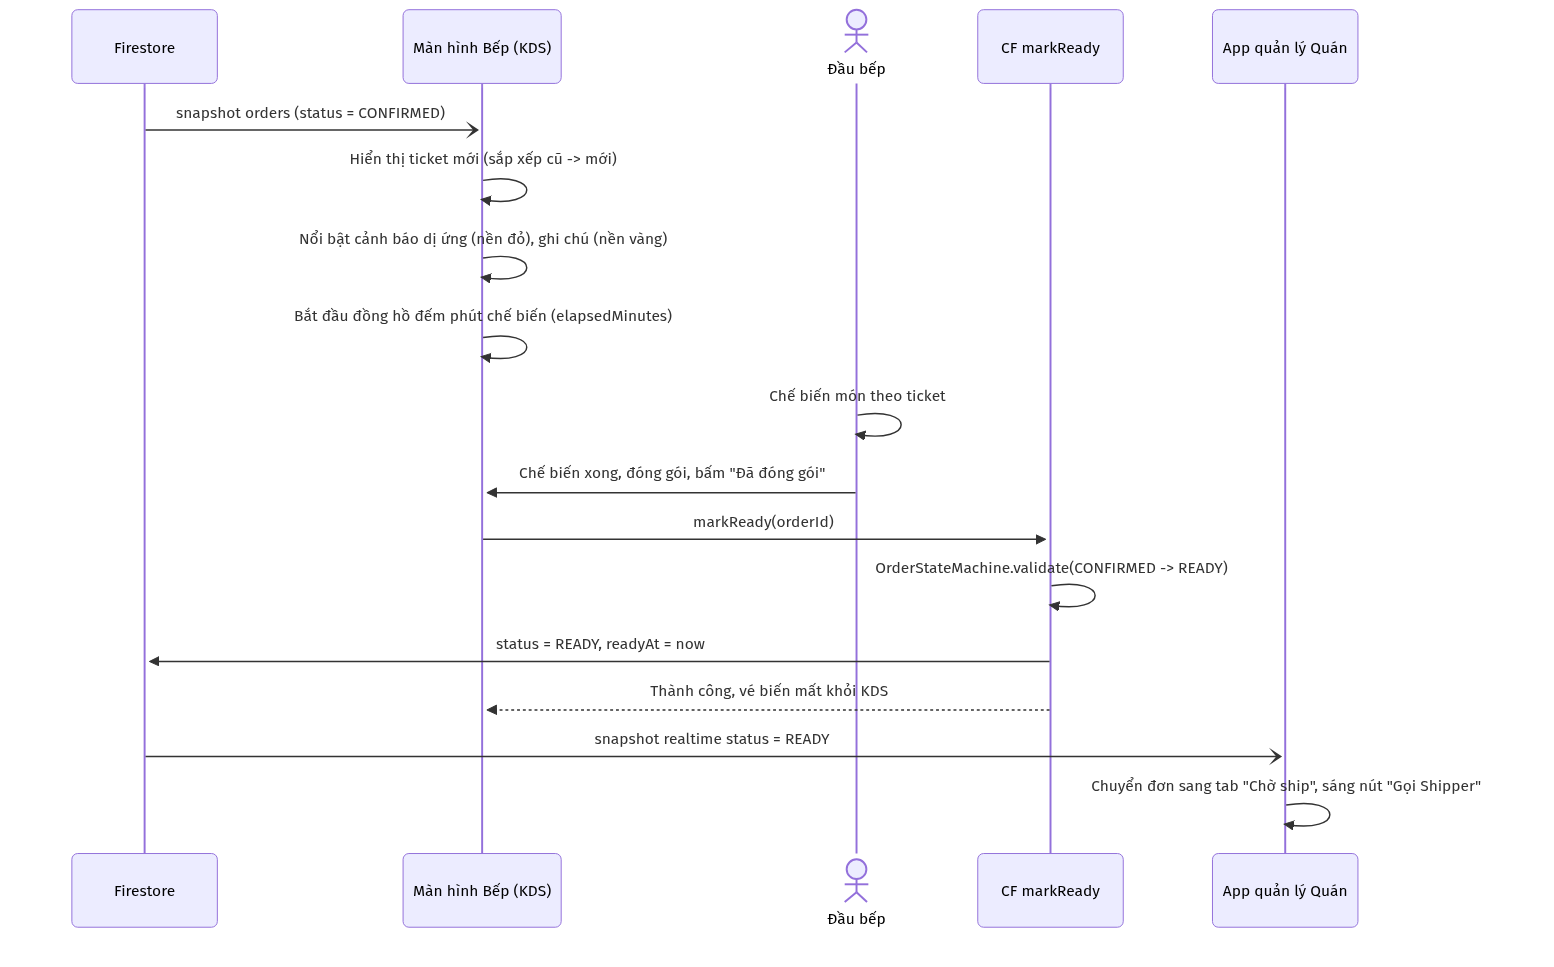 Firestore
Màn hình Bếp (KDS)
Đầu bếp
CF markReady
App quản lý Quán
snapshot orders (status = CONFIRMED)
Hiển thị ticket mới (sắp xếp cũ -> mới)
Nổi bật cảnh báo dị ứng (nền đỏ), ghi chú (nền vàng)
Bắt đầu đồng hồ đếm phút chế biến (elapsedMinutes)
Chế biến món theo ticket
Chế biến xong, đóng gói, bấm "Đã đóng gói"
markReady(orderId)
OrderStateMachine.validate(CONFIRMED -> READY)
status = READY, readyAt = now
Thành công, vé biến mất khỏi KDS
snapshot realtime status = READY
Chuyển đơn sang tab "Chờ ship", sáng nút "Gọi Shipper"
Firestore
Màn hình Bếp (KDS)
Đầu bếp
CF markReady
App quản lý Quán